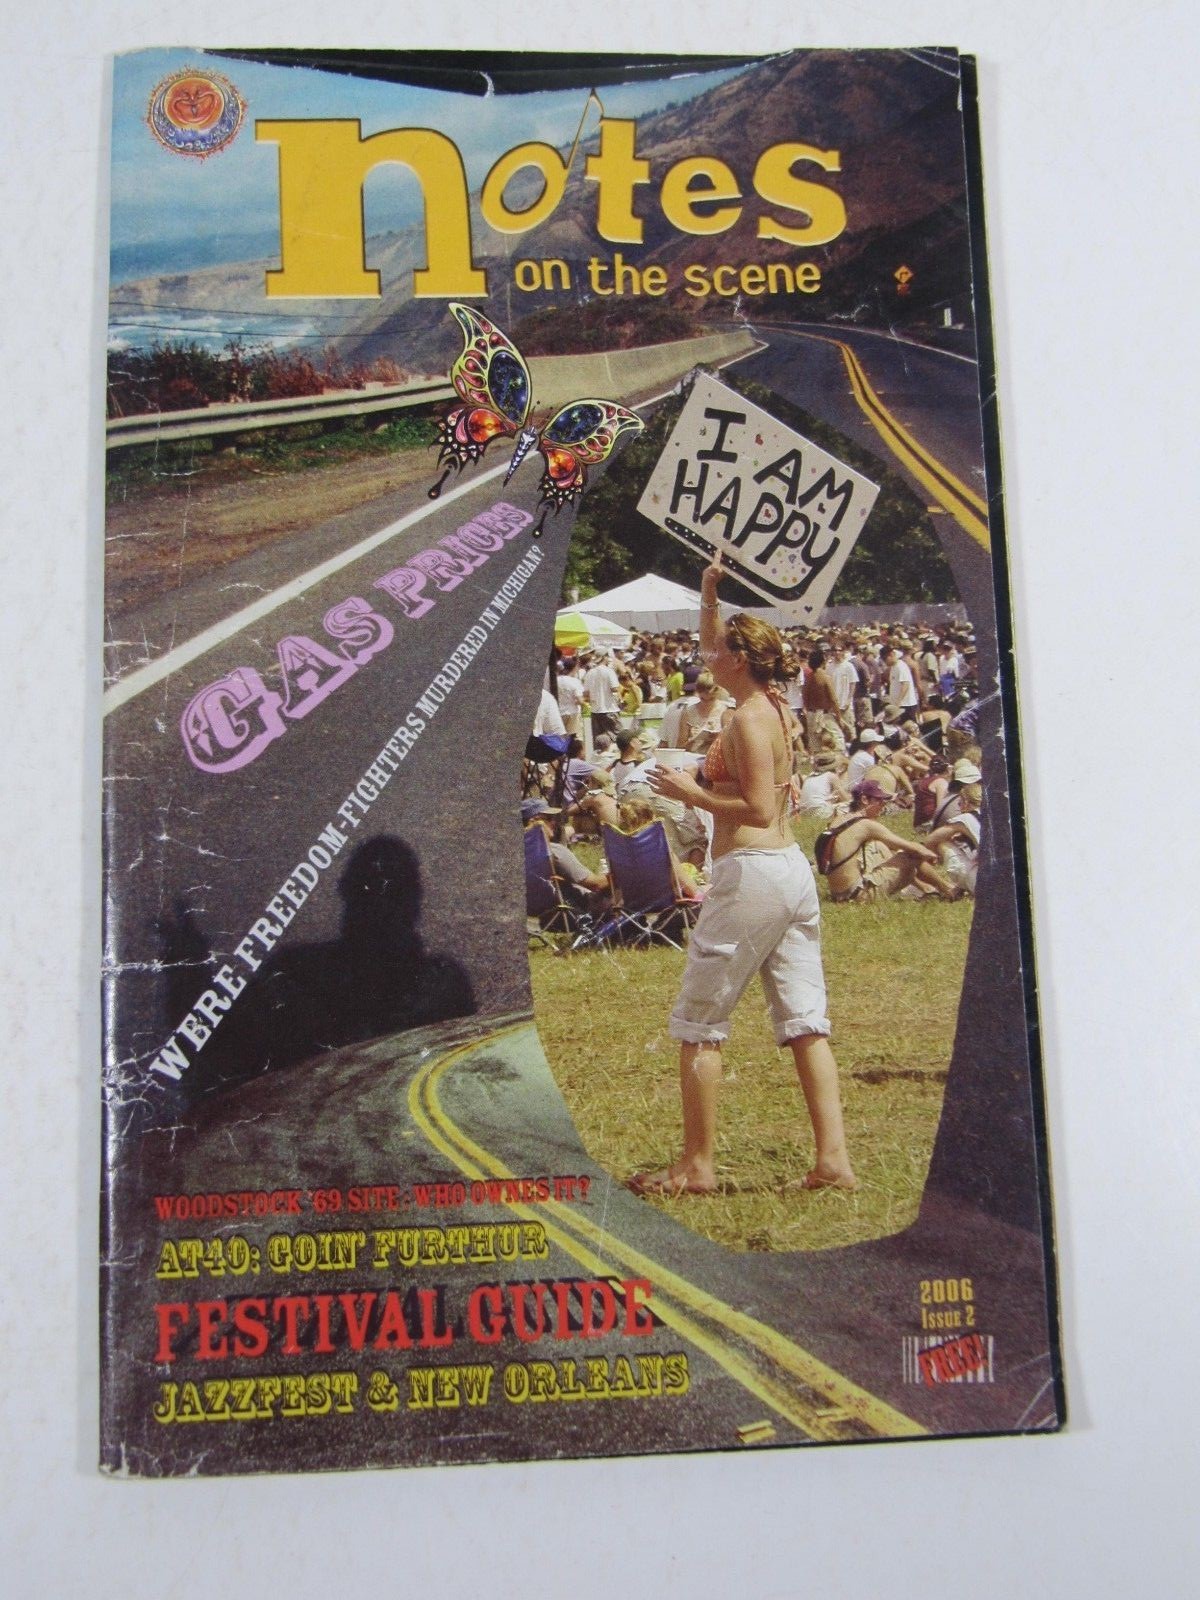 notes
on the scene
I AM
HAPPY
GAS PRICES
WERE FREEDOM-FIGHTERS MURDERED IN MICHIGAN?
WOODSTOCK '69 SITE: WHO OWNES IT?
AT40: GOIN' FURTHUR
FESTIVAL GUIDE
JAZZFEST & NEW ORLEANS
2006
ISSUE 2
FREE!